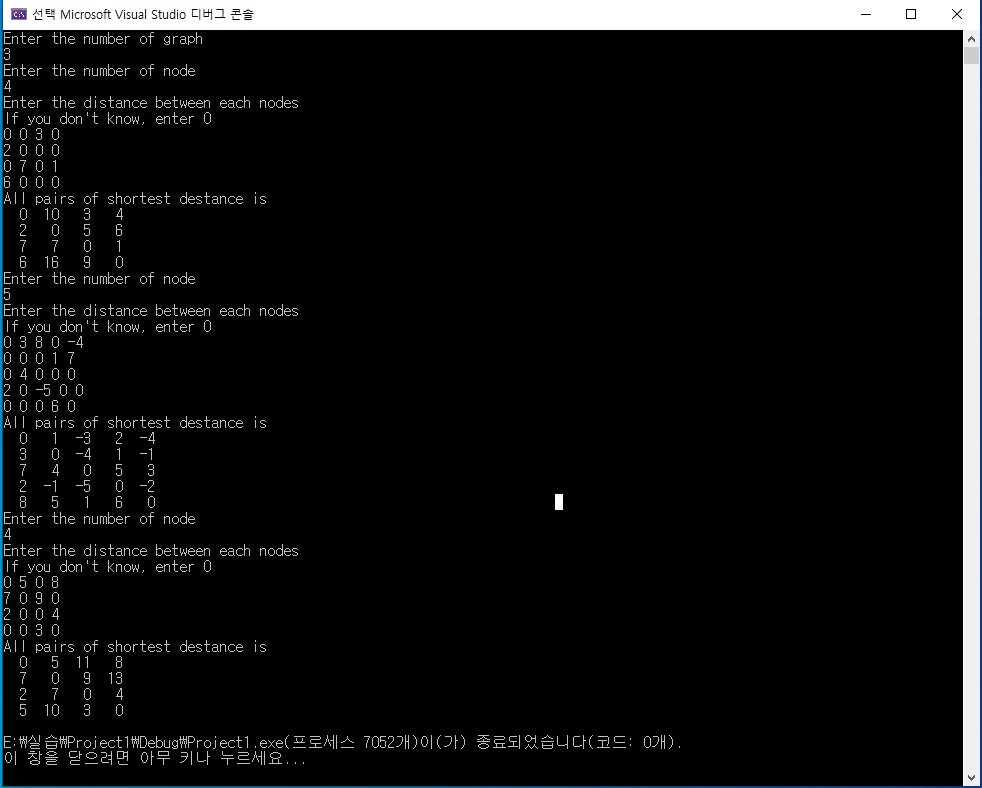 선택 Microsoft Visual Studio 디버그 콘솔
Enter the number of graph
3
Enter the number of node
4
Enter the distance between each nodes
If you don't know, enter 0
0 0 3 0
2 0 0 0
0 7 0 1
6 0 0 0
All pairs of shortest destance is
0 10 3 4
2 0 5 6
7 7 0 1
6 16 9 0
Enter the number of node
5
Enter the distance between each nodes
If you don't know, enter 0
0 3 8 0 -4
0 0 0 1 7
0 4 0 0 0
2 0 -5 0 0
0 0 0 6 0
All pairs of shortest destance is
0 1 -3 2 -4
3 0 -4 1 -1
7 4 0 5 3
2 -1 -5 0 -2
8 5 1 6 0
Enter the number of node
4
Enter the distance between each nodes
If you don't know, enter 0
0 5 0 8
7 0 9 0
2 0 0 4
0 0 3 0
All pairs of shortest destance is
0 5 11 8
7 0 9 13
2 7 0 4
5 10 3 0
E:₩실습₩Project1₩Debug₩Project1.exe(프로세스 7052개)이(가) 종료되었습니다(코드: 0개).
이 창을 닫으려면 아무 키나 누르세요...